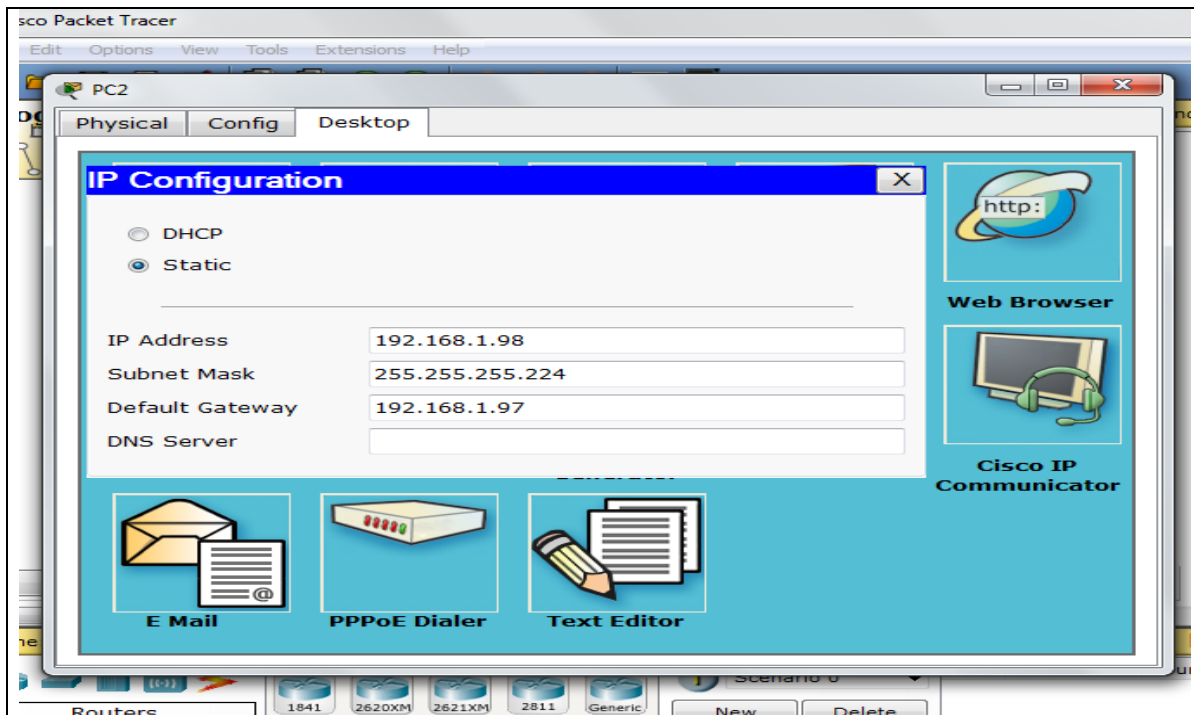 sco Packet Tracer
Edit Options View Tools Extensions Help
PC2
Physical Config Desktop
IP Configuration X
http:
DHCP
Static
Web Browser
IP Address 192.168.1.98
Subnet Mask 255.255.255.224
Default Gateway 192.168.1.97
DNS Server
Cisco IP
Communicator
@
E Mail PPPoE Dialer Text Editor
Scenario 0
1841 2620XM 2621XM 2811 Generic
Routers New Delete